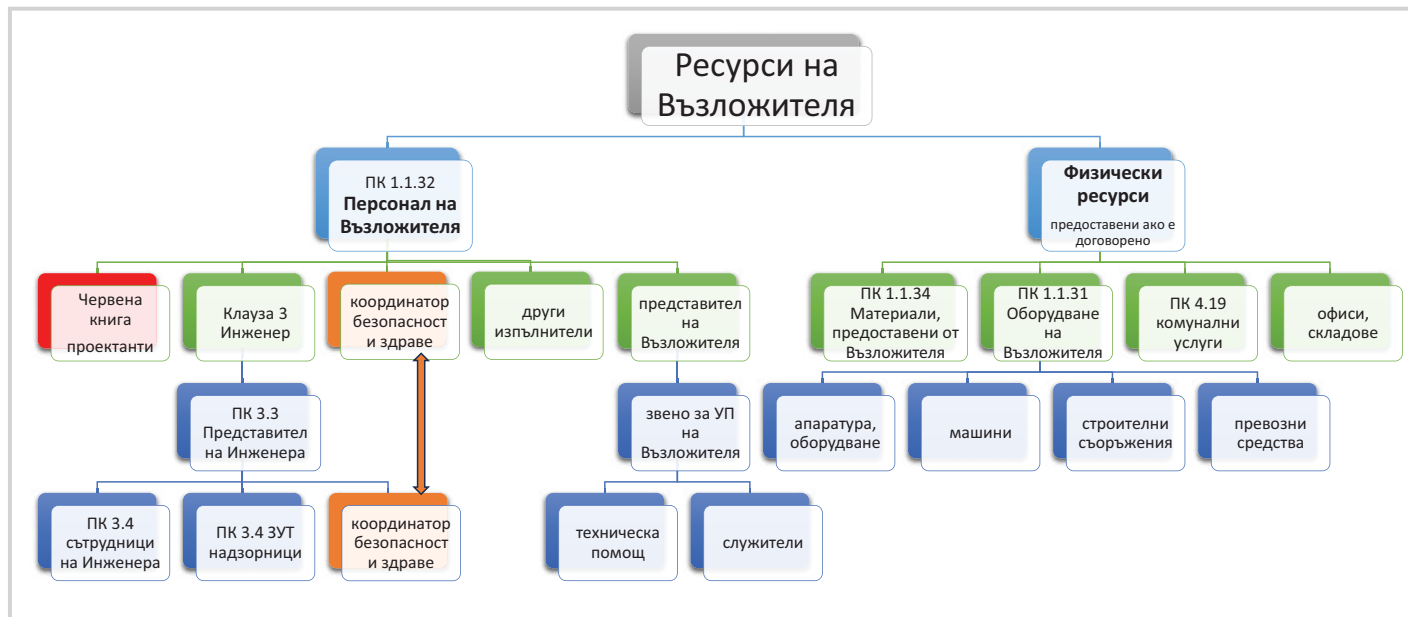 Ресурси на
Възложителя
ПК 1.1.32
Персонал на
Възложителя
Физически
ресурси
предоставени ако е
договорено
Червена
книга
проектанти
Клауза 3
Инженер
координатор
безопасност
и здраве
други
изпълнители
представител
на
Възложителя
ПК 1.1.34
Материали,
предоставени от
Възложителя
ПК 1.1.31
Оборудване
на
Възложителя
ПК 4.19
комунални
услуги
офиси,
складове
ПК 3.3
Представител
на Инженера
звено за УП
на
Възложителя
апаратура,
оборудване
машини
строителни
съоръжения
превозни
средства
ПК 3.4
сътрудници
на Инженера
ПК 3.4 ЗУТ
надзорници
координатор
безопасност
и здраве
техническа
помощ
служители